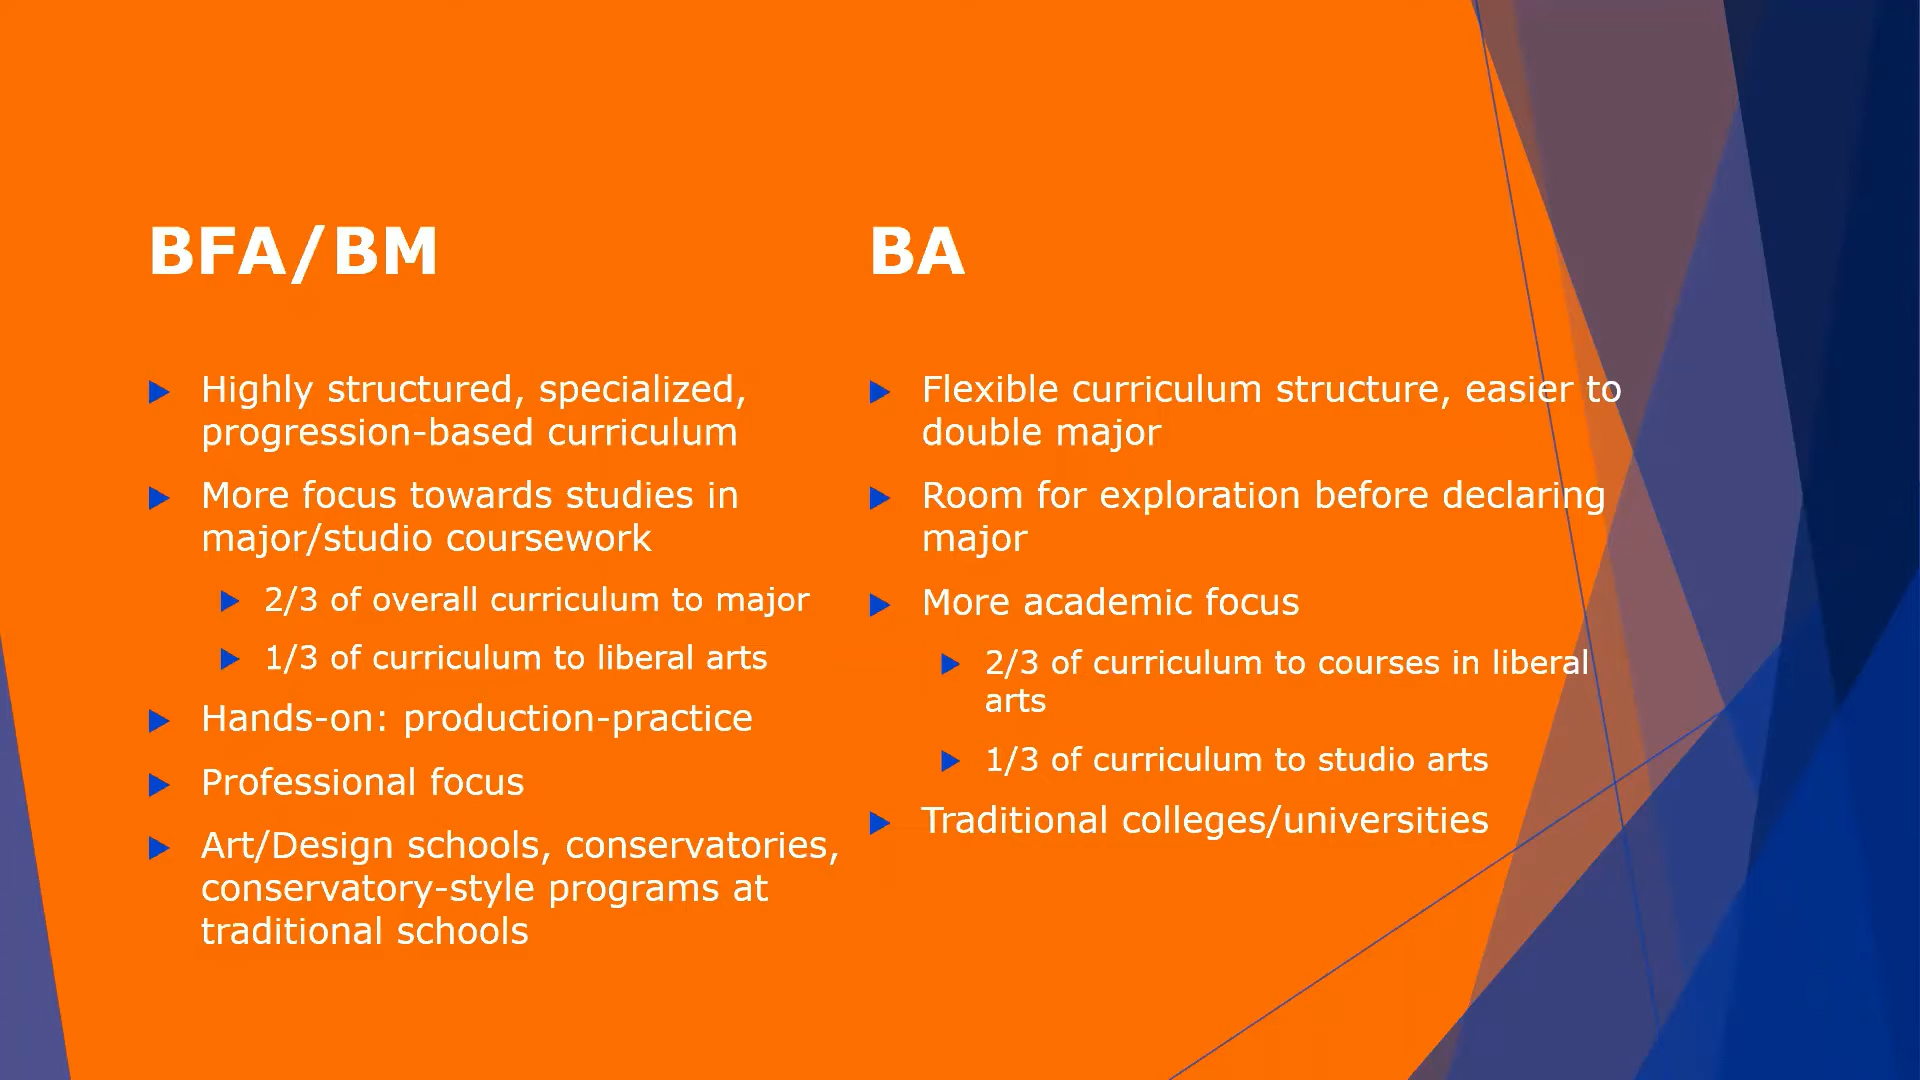 BFA/BM
Highly structured, specialized,
progression-based curriculum
More focus towards studies in
major/studio coursework
2/3 of overall curriculum to major
1/3 of curriculum to liberal arts
Hands-on: production-practice
Professional focus
Art/Design schools, conservatories,
conservatory-style programs at
traditional schools
BA
Flexible curriculum structure, easier to
double major
Room for exploration before declaring
major
More academic focus
2/3 of curriculum to courses in liberal
arts
1/3 of curriculum to studio arts
Traditional colleges/universities